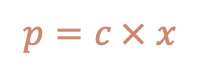 p = c × x